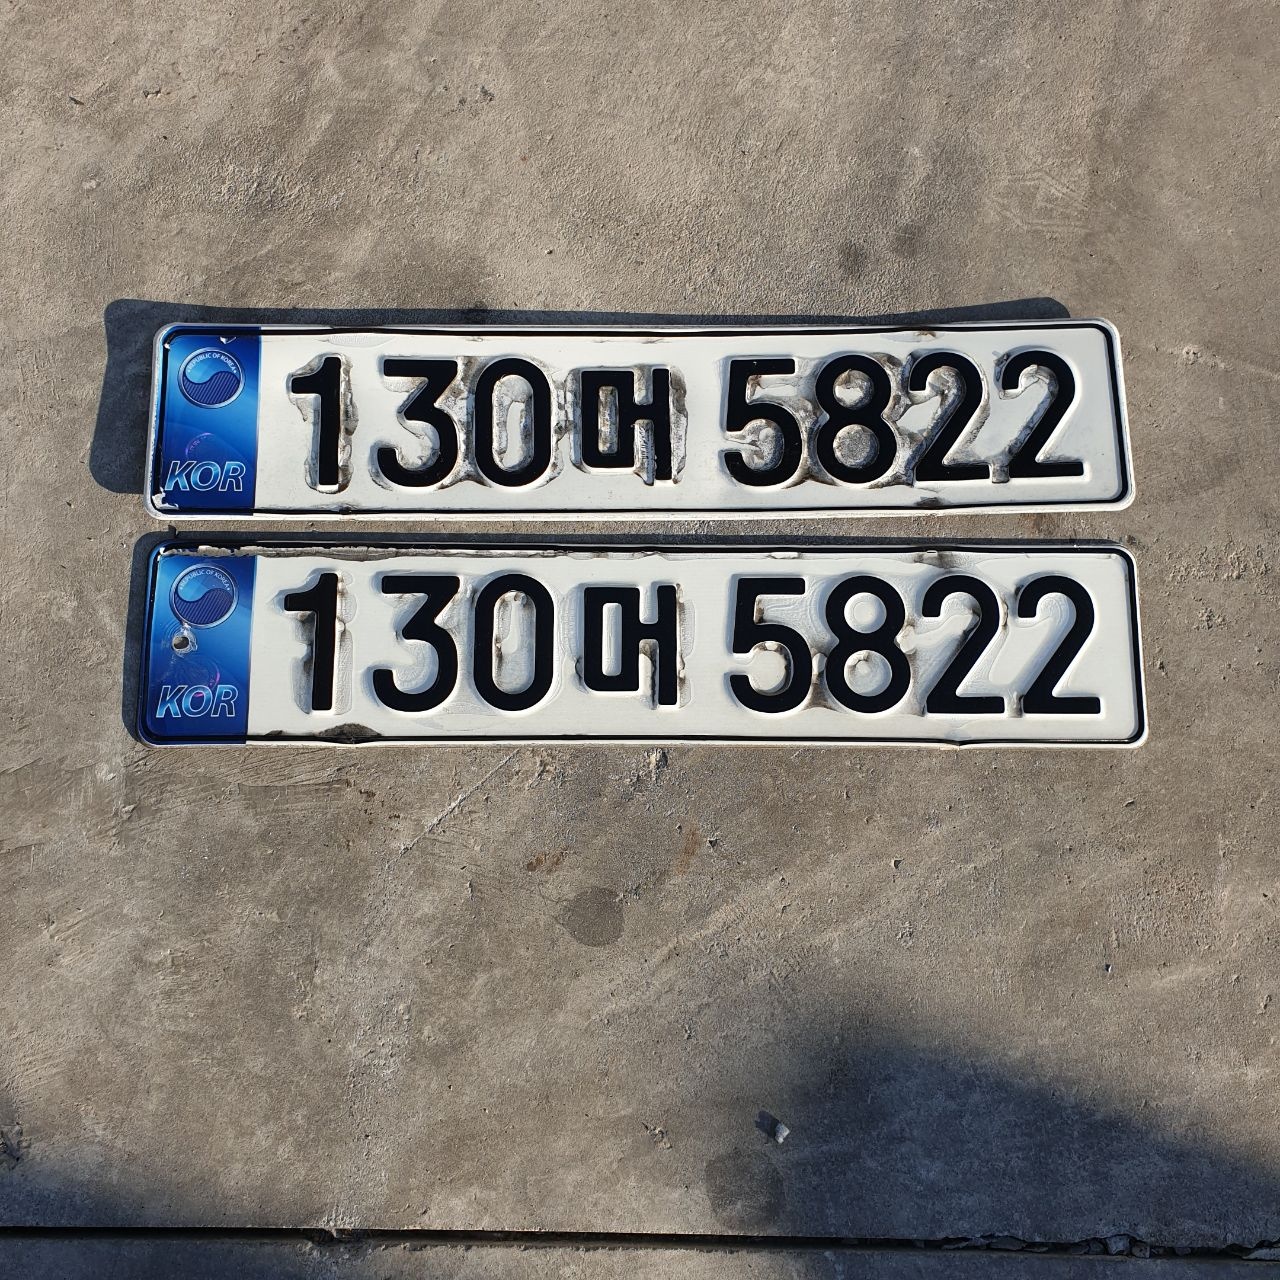 REPUBLIC OF KOREA
KOR
130머 5822
REPUBLIC OF KOREA
KOR
130머 5822